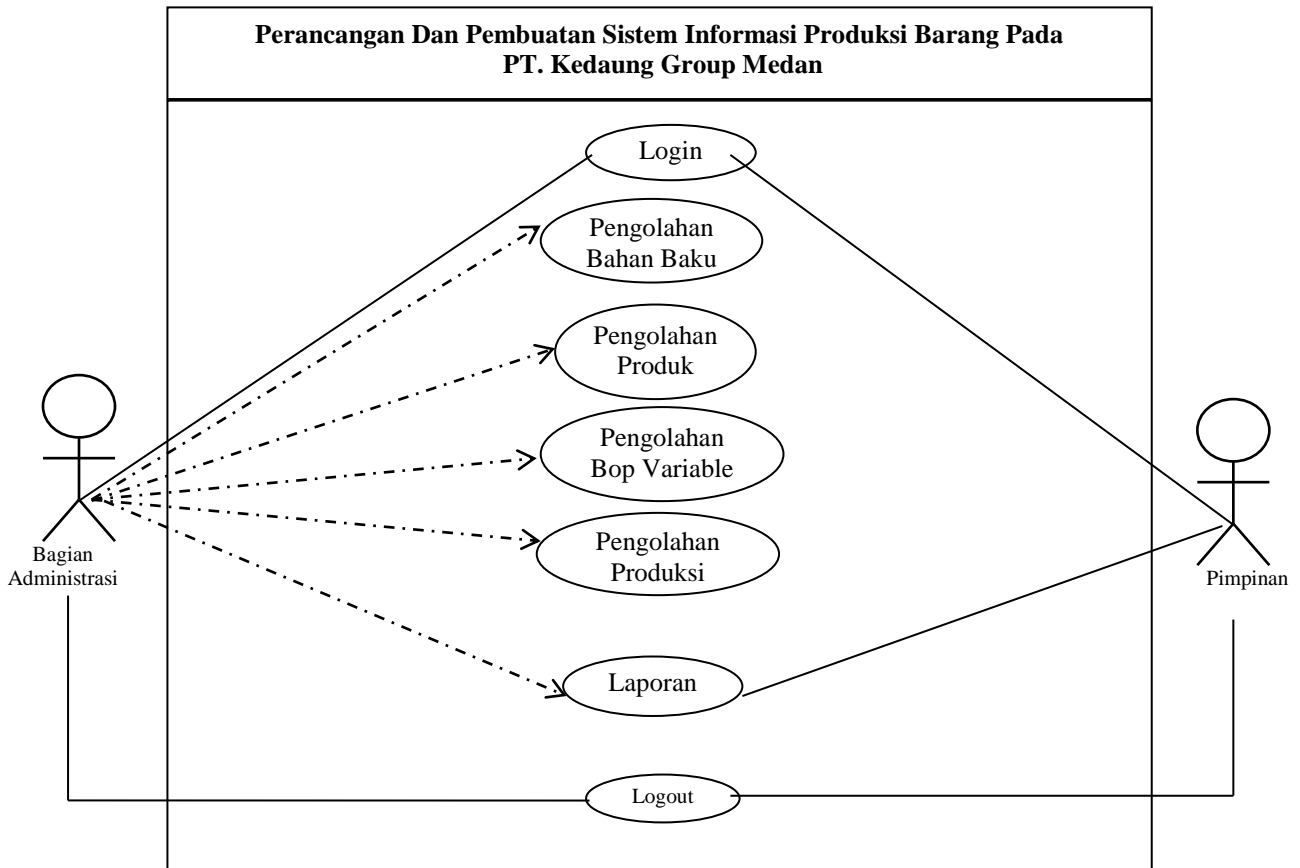 Perancangan Dan Pembuatan Sistem Informasi Produksi Barang Pada
PT. Kedaung Group Medan
Login
Pengolahan
Bahan Baku
Pengolahan
Produk
Pengolahan
Bop Variable
Pengolahan
Produksi
Bagian
Administrasi
Pimpinan
Laporan
Logout